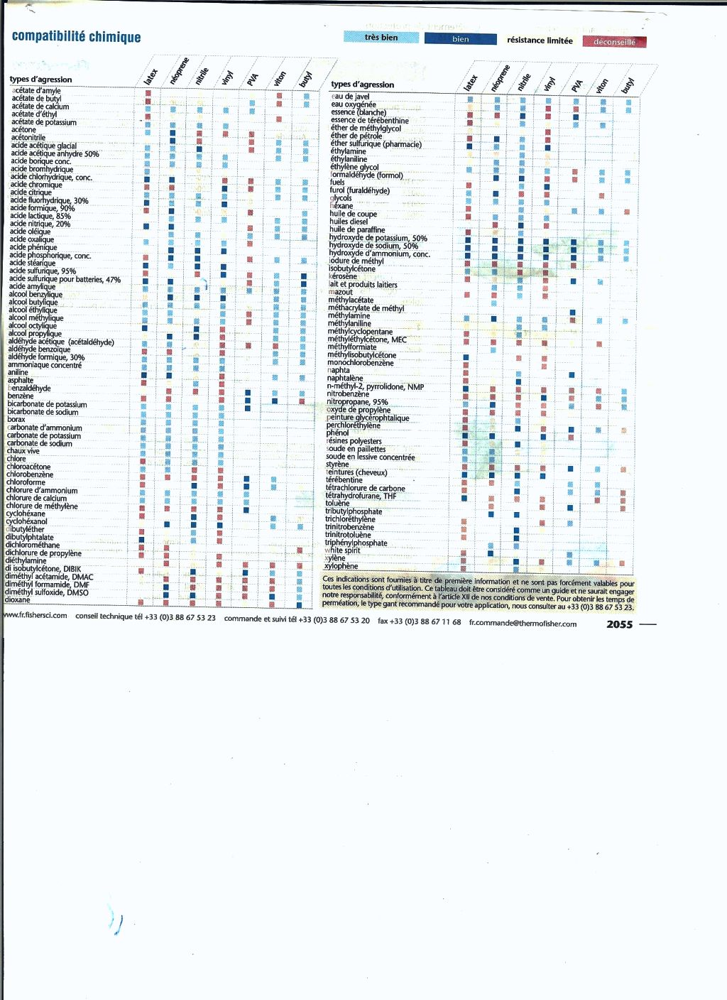 compatibilité chimique
très bien
bien
résistance limitée
déconseillé
types d'agression
latex
néoprene
nitrile
vinyl
PVA
viton
butyl
acétate d'amyle
acétate de butyl
acétate de calcium
acétate d'éthyl
acétate de potassium
acétone
acétonitrile
acide acétique glacial
acide acétique anhydre 50%
acide borique conc.
acide bromhydrique
acide chlorhydrique, conc.
acide chromique
acide citrique
acide fluorhydrique, 30%
acide formique, 90%
acide lactique, 85%
acide nitrique, 20%
acide oléique
acide oxalique
acide phénique
acide phosphorique, conc.
acide stéarique
acide sulfurique, 95%
acide sulfurique pour batteries, 47%
acide amylique
alcool benzylique
alcool butylique
alcool éthylique
alcool méthylique
alcool octylique
alcool propylique
aldéhyde acétique (acétaldéhyde)
aldéhyde benzoïque
aldéhyde formique, 30%
ammoniaque concentré
aniline
asphalte
benzaldéhyde
benzène
bicarbonate de potassium
bicarbonate de sodium
borax
carbonate d'ammonium
carbonate de potassium
carbonate de sodium
chaux vive
chlore
chloroacétone
chlorobenzène
chloroforme
chlorure d'ammonium
chlorure de calcium
chlorure de méthylène
cyclohéxane
cyclohéxanol
dibutyléther
dibutylphtalate
dichlorométhane
dichlorure de propylène
diéthylamine
di isobutylcétone, DIBIK
diméthyl acétamide, DMAC
diméthyl formamide, DMF
diméthyl sulfoxide, DMSO
dioxane
types d'agression
latex
néoprene
nitrile
vinyl
PVA
viton
butyl
eau de javel
eau oxygénée
essence (blanche)
essence de térébenthine
éther de méthylglycol
éther de pétrole
éther sulfurique (pharmacie)
éthylamine
éthylaniline
éthylène glycol
formaldéhyde (formol)
fuels
furol (furaldéhyde)
glycols
héxane
huile de coupe
huiles diesel
huile de paraffine
hydroxyde de potassium, 50%
hydroxyde de sodium, 50%
hydroxyde d'ammonium, conc.
iodure de méthyl
isobutylcétone
kérosène
lait et produits laitiers
mazout
méthylacétate
méthacrylate de méthyl
méthylamine
méthylaniline
méthylcyclopentane
méthyléthylcétone, MEC
méthylformiate
méthylisobutylcétone
monochlorobenzène
naphta
naphtalène
n-méthyl-2, pyrrolidone, NMP
nitrobenzène
nitropropane, 95%
oxyde de propylène
peinture glycérophtalique
perchloréthylène
phénol
résines polyesters
soude en paillettes
soude en lessive concentrée
styrène
teintures (cheveux)
térébentine
tétrachlorure de carbone
tétrahydrofurane, THF
toluène
tributylphosphate
trichloréthylène
trinitrobenzène
trinitrotoluène
triphénylphosphate
white spirit
xylène
xylophène
Ces indications sont fournies à titre de première information et ne sont pas forcément valables pour
toutes les conditions d'utilisation. Ce tableau doit être considéré comme un guide et ne saurait engager
notre responsabilité, conformément à l'article XII de nos conditions de vente. Pour obtenir les temps de
perméation, le type gant recommandé pour votre application, nous consulter au +33 (0)3 88 67 53 23.
www.fr.fishersci.com conseil technique tél +33 (0)3 88 67 53 23 commande et suivi tél +33 (0)3 88 67 53 20 fax +33 (0)3 88 67 11 68 fr.commande@thermofisher.com 2055